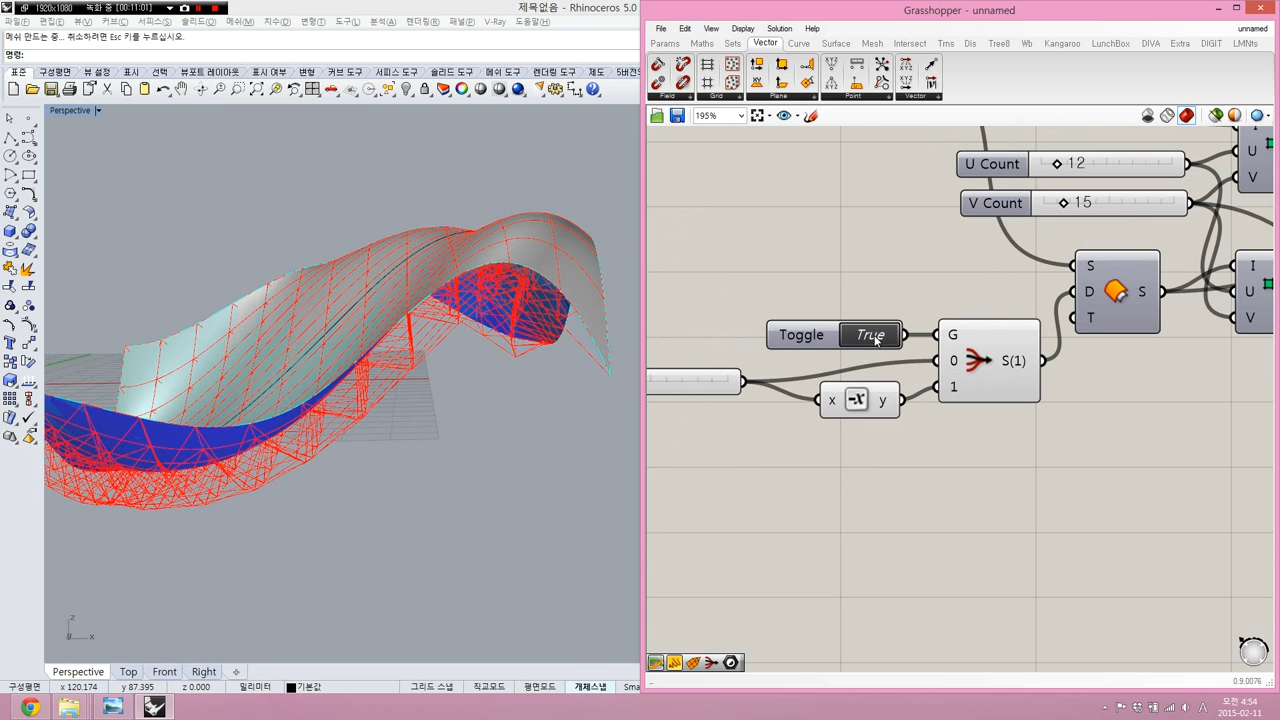 1920x1080 녹화 중 [00:11:01]
제목없음 - Rhinoceros 5.0
파일(F) 편집(E) 뷰(V) 커브(C) 서피스(S) 솔리드(O) 메쉬(M) 치수(D) 변형(T) 도구(L) 분석(A) 렌더링(R) 패널(P) V-Ray 도움말(H)
메쉬 만드는 중... 취소하려면 Esc 키를 누르십시오.
명령:
표준 구성평면 뷰 설정 표시 선택 뷰포트 레이아웃 표시 여부 변형 커브 도구 서피스 도구 솔리드 도구 메쉬 도구 렌더링 도구 제도 5버전
Perspective
z
y x
Perspective Top Front Right
구성평면 x 120.174 y 87.395 z 0.000 밀리미터 기본값 그리드 스냅 직교모드 평면모드 개체스냅 Sma
Grasshopper - unnamed
File Edit View Display Solution Help unnamed
Params Maths Sets Vector Curve Surface Mesh Intersect Trns Dis Tree8 Wb Kangaroo LunchBox DIVA Extra DIGIT LMNts
Field Grid Plane Point Vector
195%
U Count 12
V Count 15
U
V
S
D S
T
I
U
V
Toggle True
G
0 S(1)
1
x -x y
0.9.0076
A 오전 4:54
2015-02-11